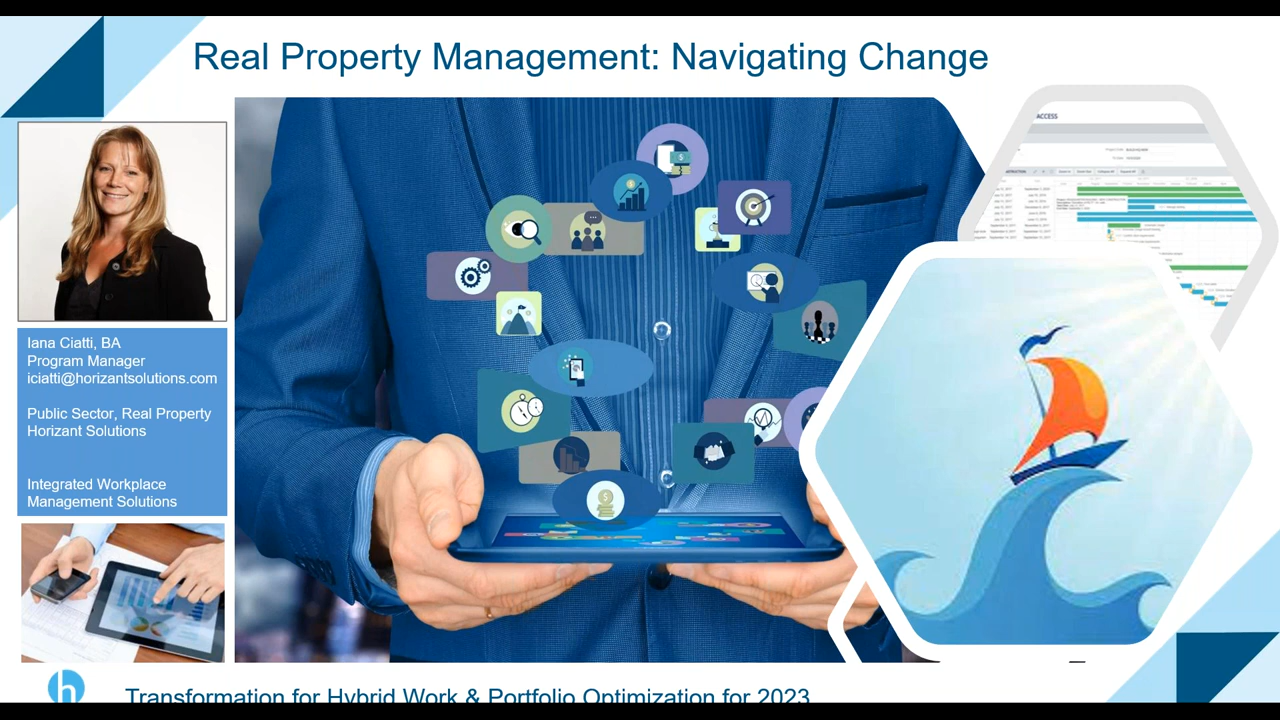 Real Property Management: Navigating Change
Iana Ciatti, BA
Program Manager
iciatti@horizantsolutions.com
Public Sector, Real Property
Horizant Solutions
Integrated Workplace
Management Solutions
ACCESS
Transformation for Hybrid Work & Portfolio Optimization for 2023